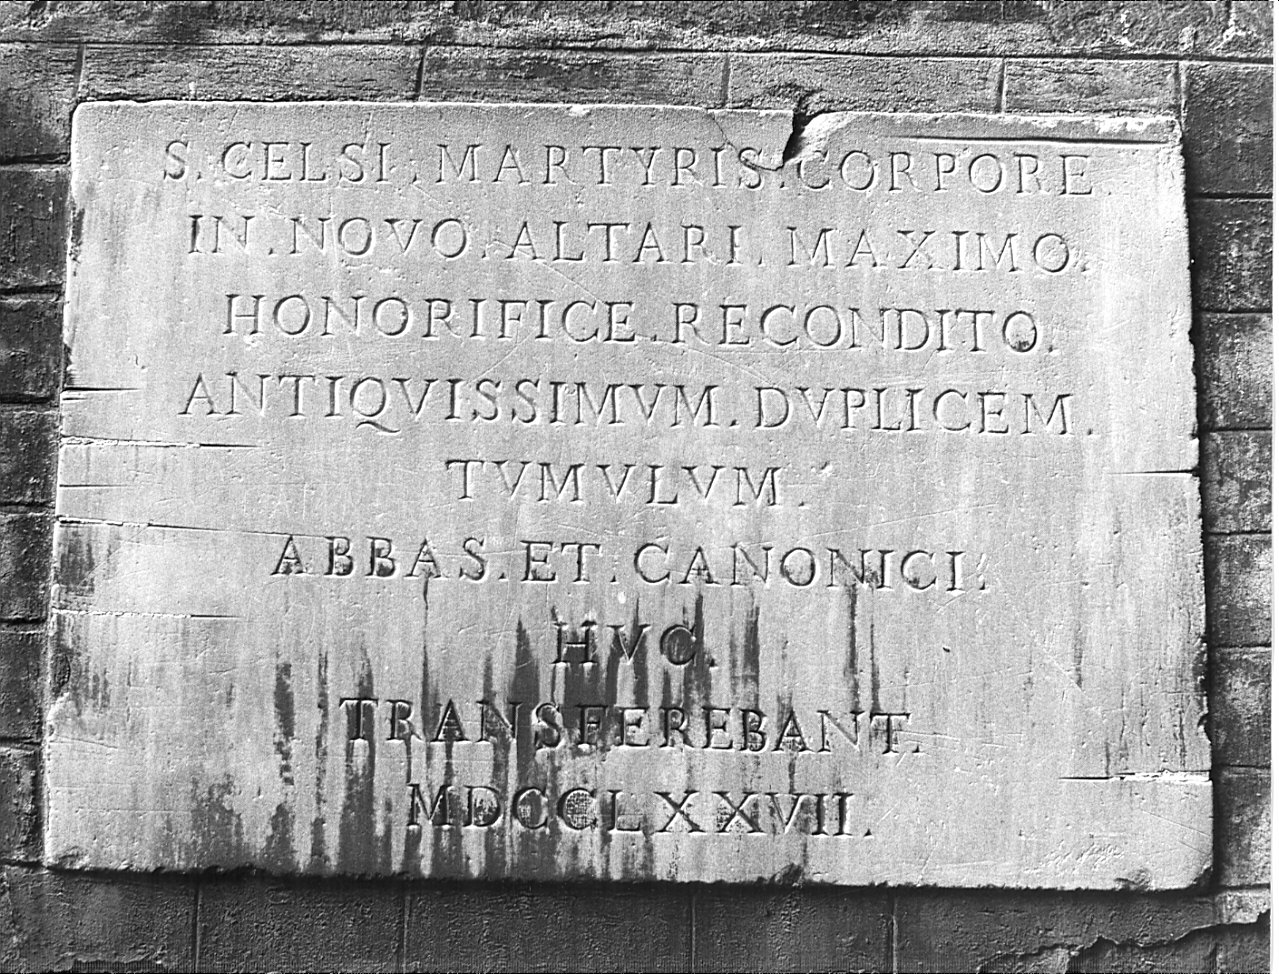 S. CELSI. MARTYRIS. CORPORE
IN. NOVO. ALTARI. MAXIMO.
HONORIFICE. RECONDITO.
ANTIQVISSIMVM. DVPLICEM.
TVMVLVM.
ABBAS. ET. CANONICI.
HVC.
TRANSFEREBANT.
MDCCLXXVII.